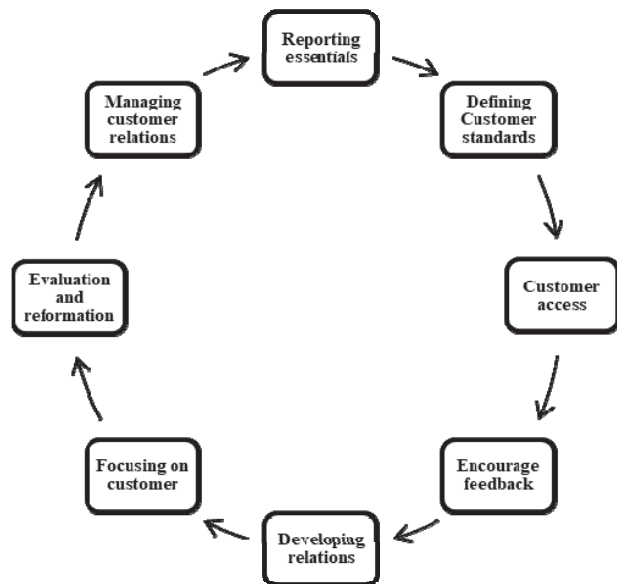 Reporting
essentials
Defining
Customer
standards
Customer
access
Encourage
feedback
Developing
relations
Focusing on
customer
Evaluation
and
reformation
Managing
customer
relations